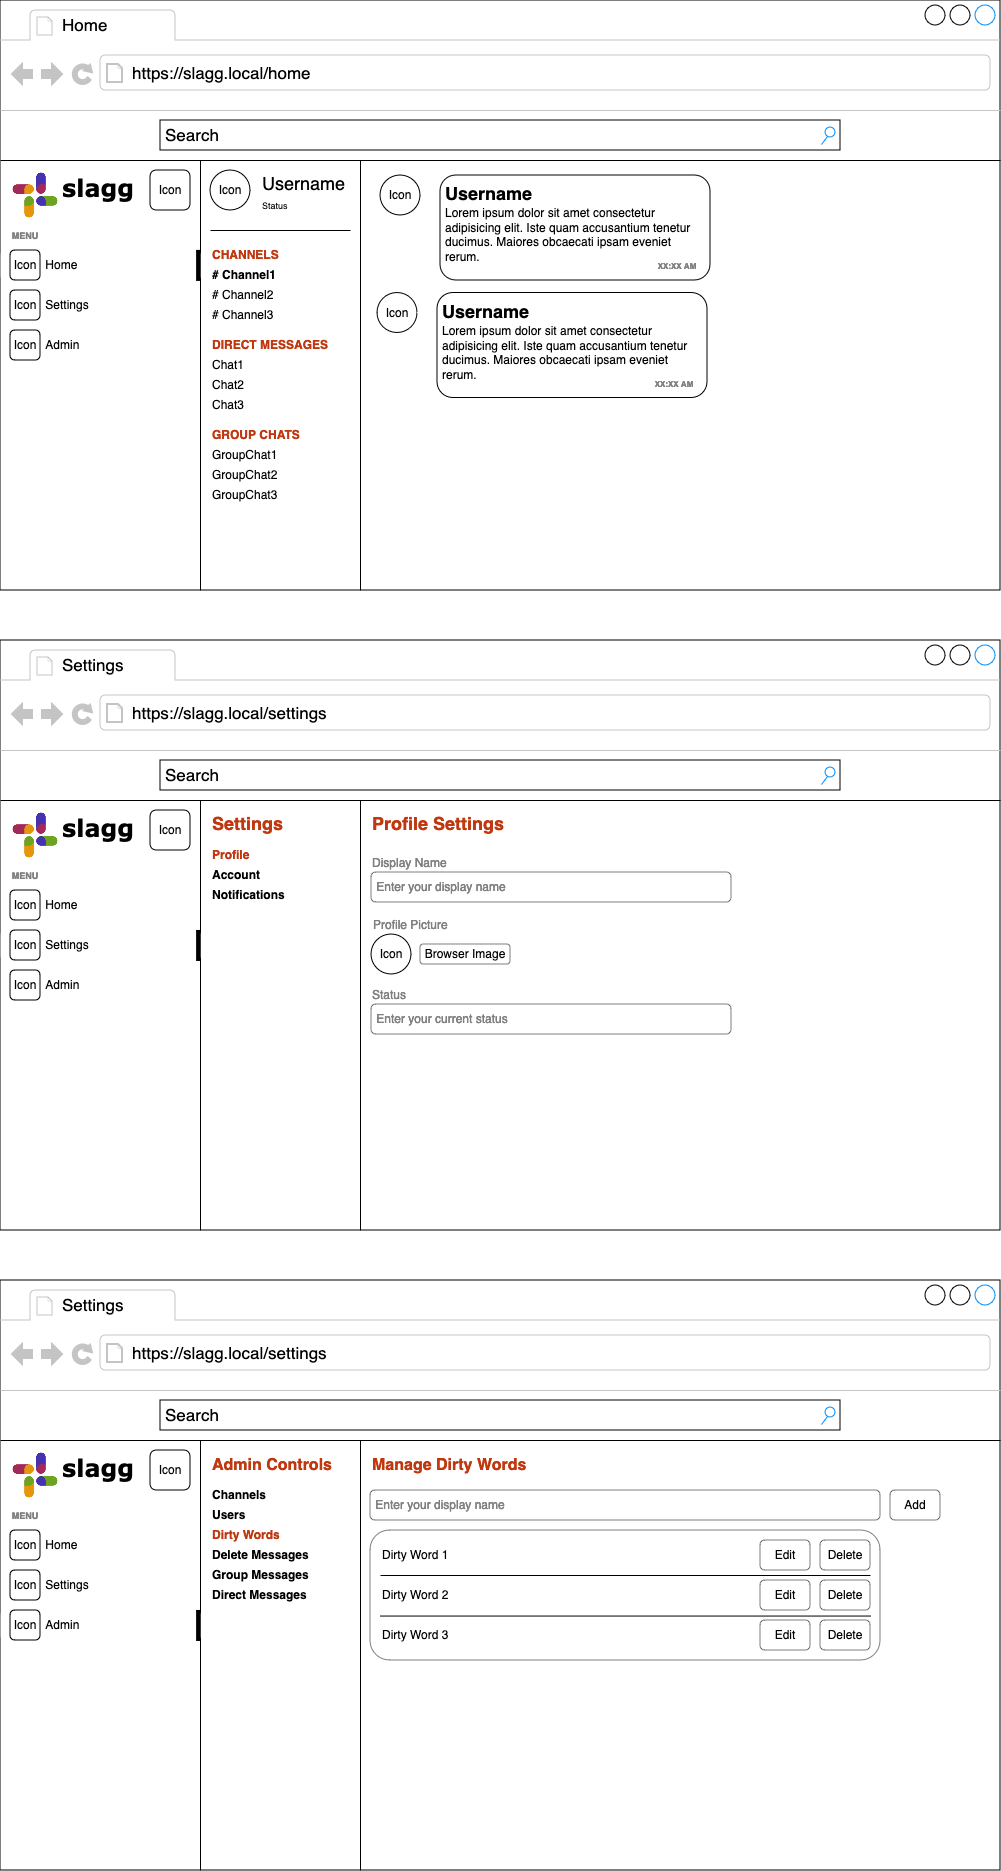 Home
https://slagg.local/home
Search
slagg
Icon
MENU
Icon Home
Icon Settings
Icon Admin
Icon
Username
Status
CHANNELS
# Channel1
# Channel2
# Channel3
DIRECT MESSAGES
Chat1
Chat2
Chat3
GROUP CHATS
GroupChat1
GroupChat2
GroupChat3
Icon
Username
Lorem ipsum dolor sit amet consectetur
adipisicing elit. Iste quam accusantium tenetur
ducimus. Maiores obcaecati ipsam eveniet
rerum.
XX:XX AM
Icon
Username
Lorem ipsum dolor sit amet consectetur
adipisicing elit. Iste quam accusantium tenetur
ducimus. Maiores obcaecati ipsam eveniet
rerum.
XX:XX AM
Settings
https://slagg.local/settings
Search
slagg
Icon
MENU
Icon Home
Icon Settings
Icon Admin
Settings
Profile
Account
Notifications
Profile Settings
Display Name
Enter your display name
Profile Picture
Icon
Browser Image
Status
Enter your current status
Settings
https://slagg.local/settings
Search
slagg
Icon
MENU
Icon Home
Icon Settings
Icon Admin
Admin Controls
Channels
Users
Dirty Words
Delete Messages
Group Messages
Direct Messages
Manage Dirty Words
Enter your display name
Add
Dirty Word 1 Edit Delete
Dirty Word 2 Edit Delete
Dirty Word 3 Edit Delete